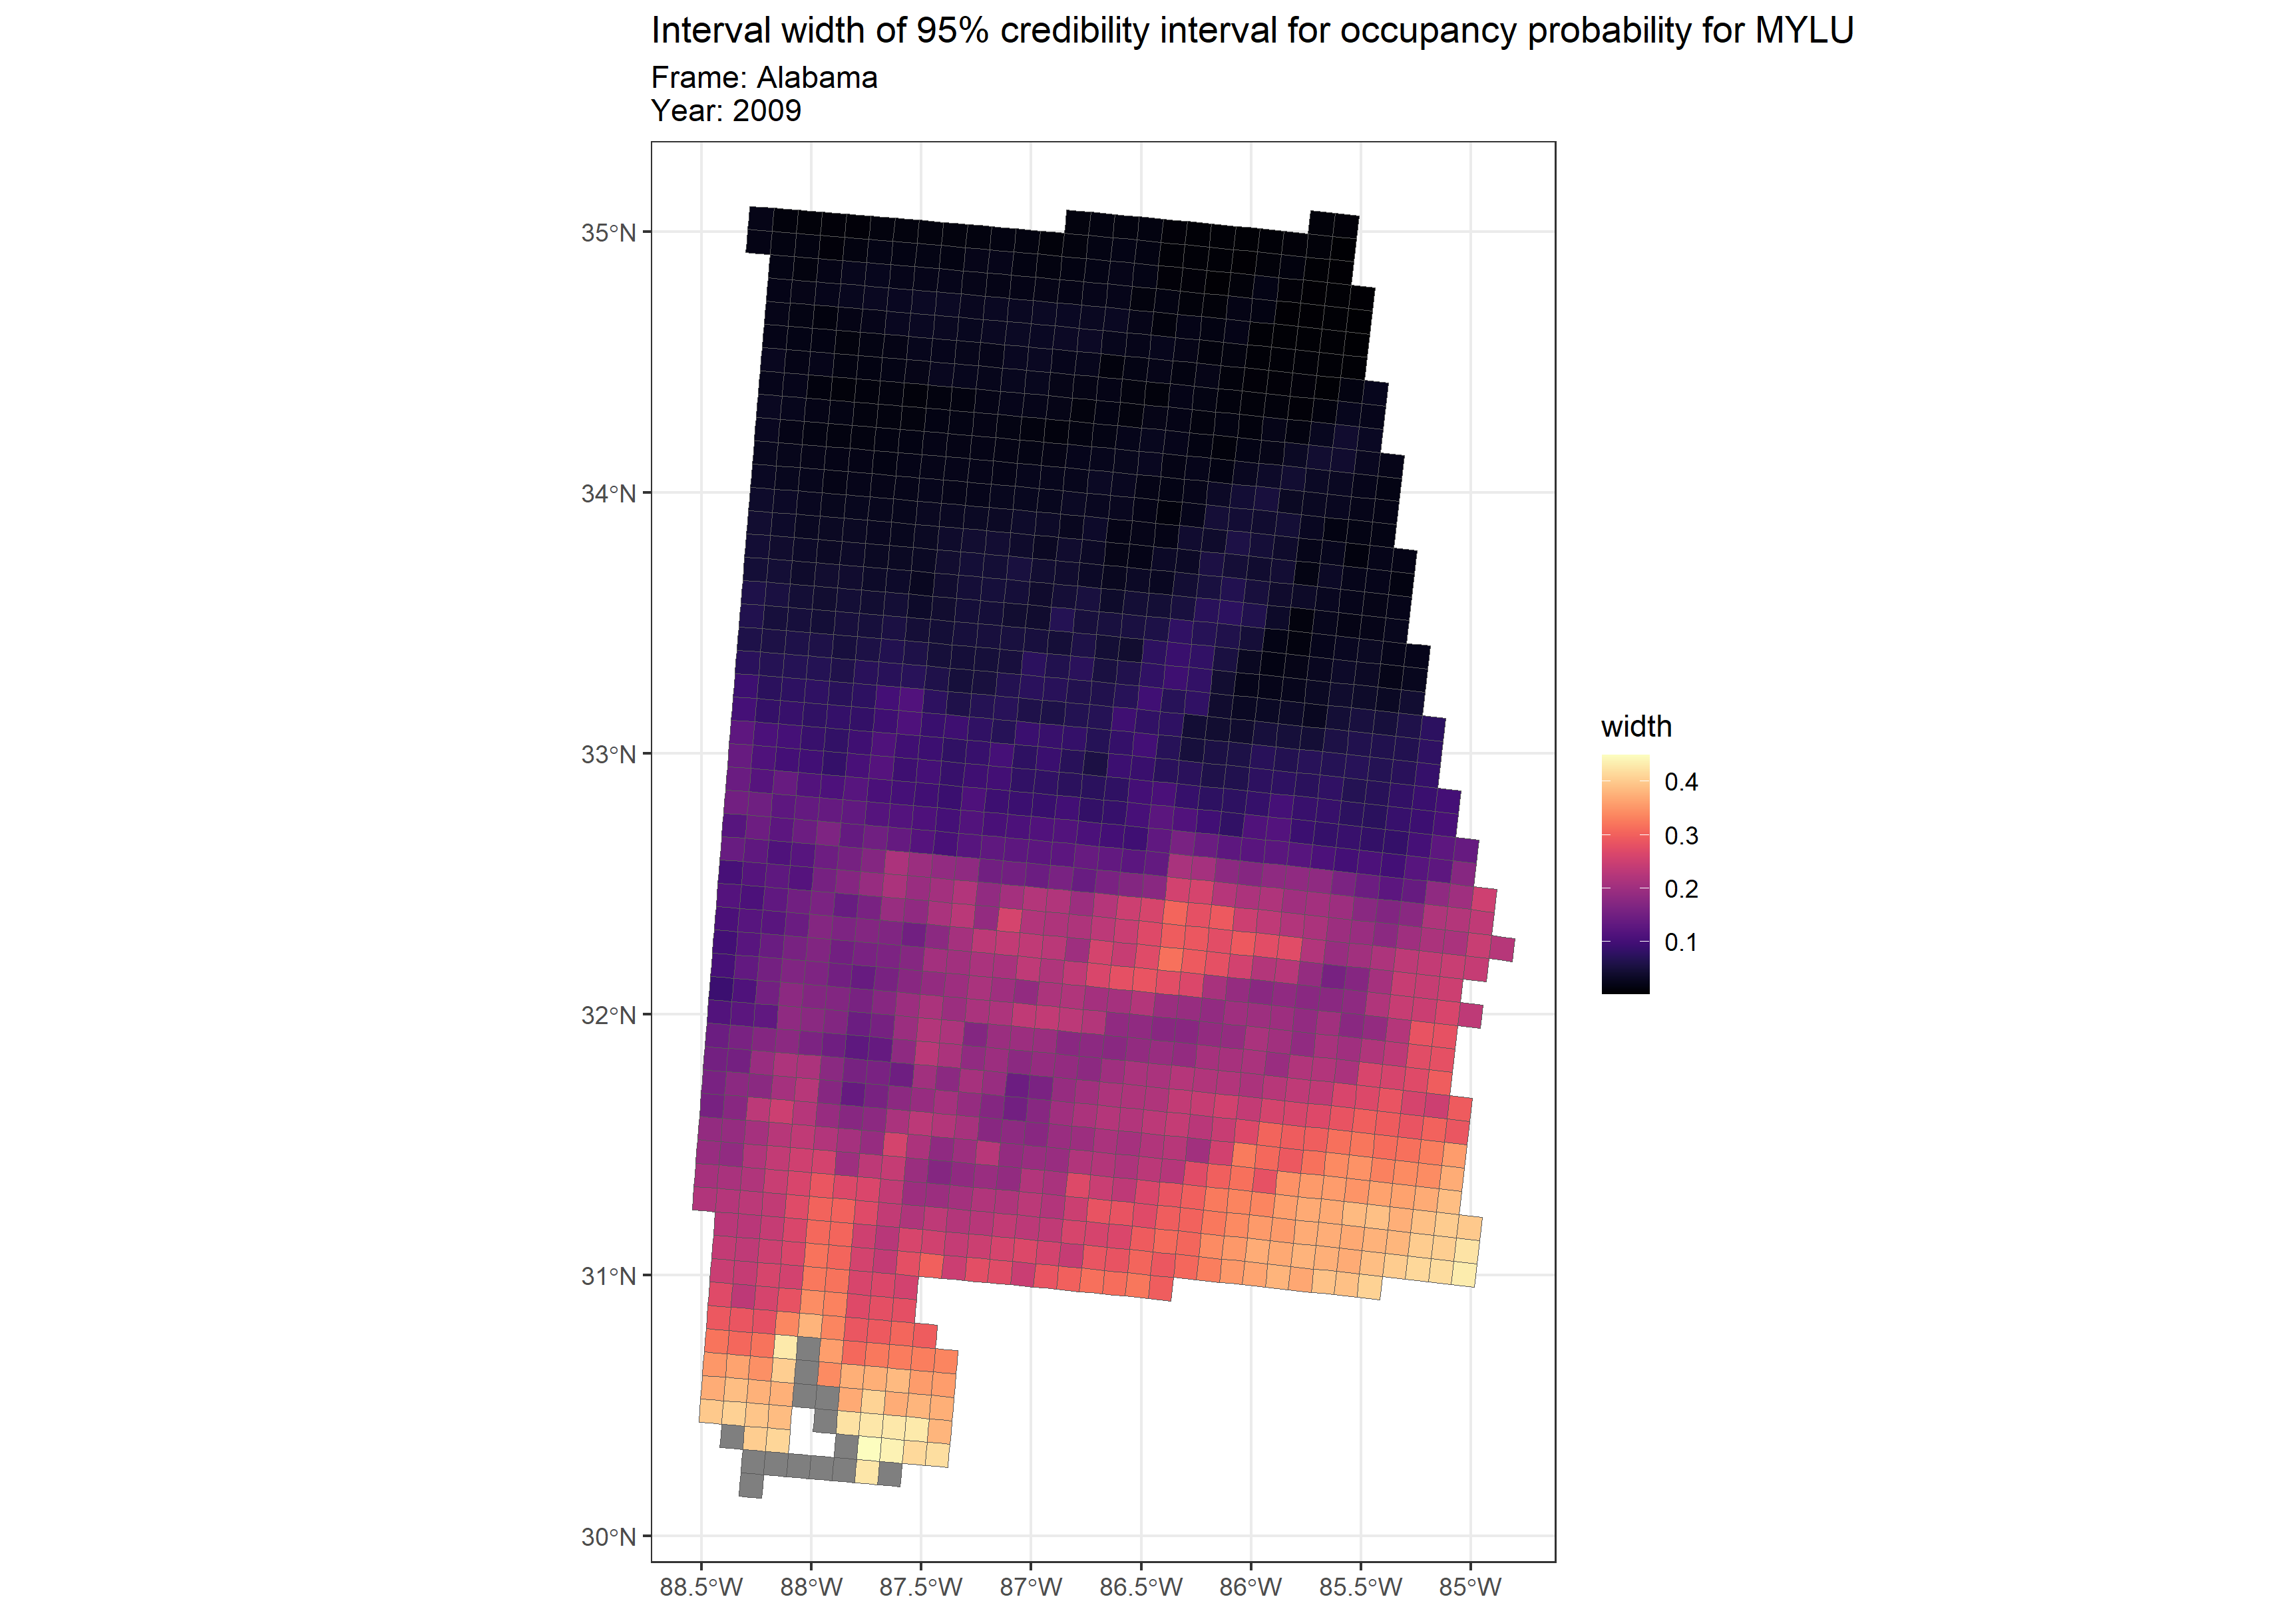 Interval width of 95% credibility interval for occupancy probability for MYLU
Frame: Alabama
Year: 2009
35°N
34°N
33°N
32°N
31°N
30°N
88.5°W 88°W 87.5°W 87°W 86.5°W 86°W 85.5°W 85°W
width
0.4
0.3
0.2
0.1